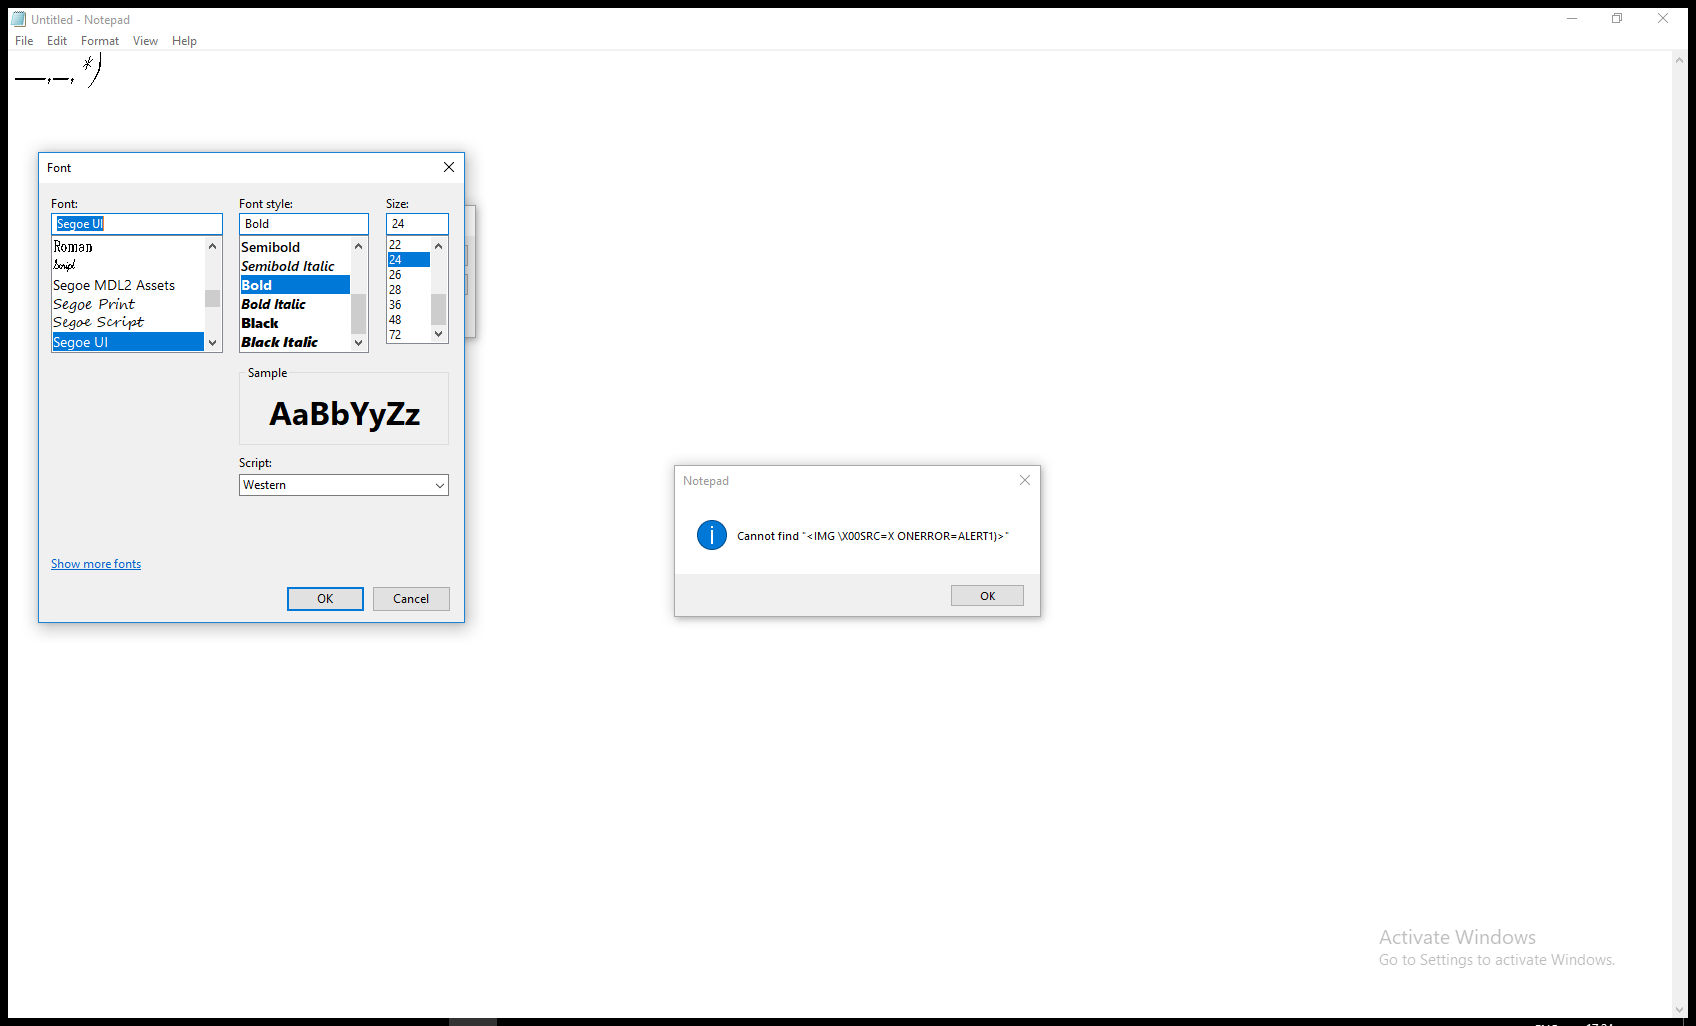 Untitled - Notepad
File Edit Format View Help
__,_, *)
Font
Font:
Segoe UI
Roman
Script
Segoe MDL2 Assets
Segoe Print
Segoe Script
Segoe UI
Font style:
Bold
Semibold
Semibold Italic
Bold
Bold Italic
Black
Black Italic
Size:
24
22
24
26
28
36
48
72
Sample
AaBbYyZz
Script:
Western
Show more fonts
OK Cancel
Notepad
Cannot find "<IMG \X00SRC=X ONERROR=ALERT1)>"
OK
Activate Windows
Go to Settings to activate Windows.